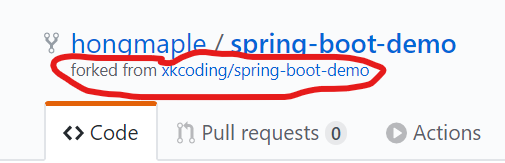 hongmaple / spring-boot-demo
forked from xkcoding/spring-boot-demo
Code Pull requests 0 Actions